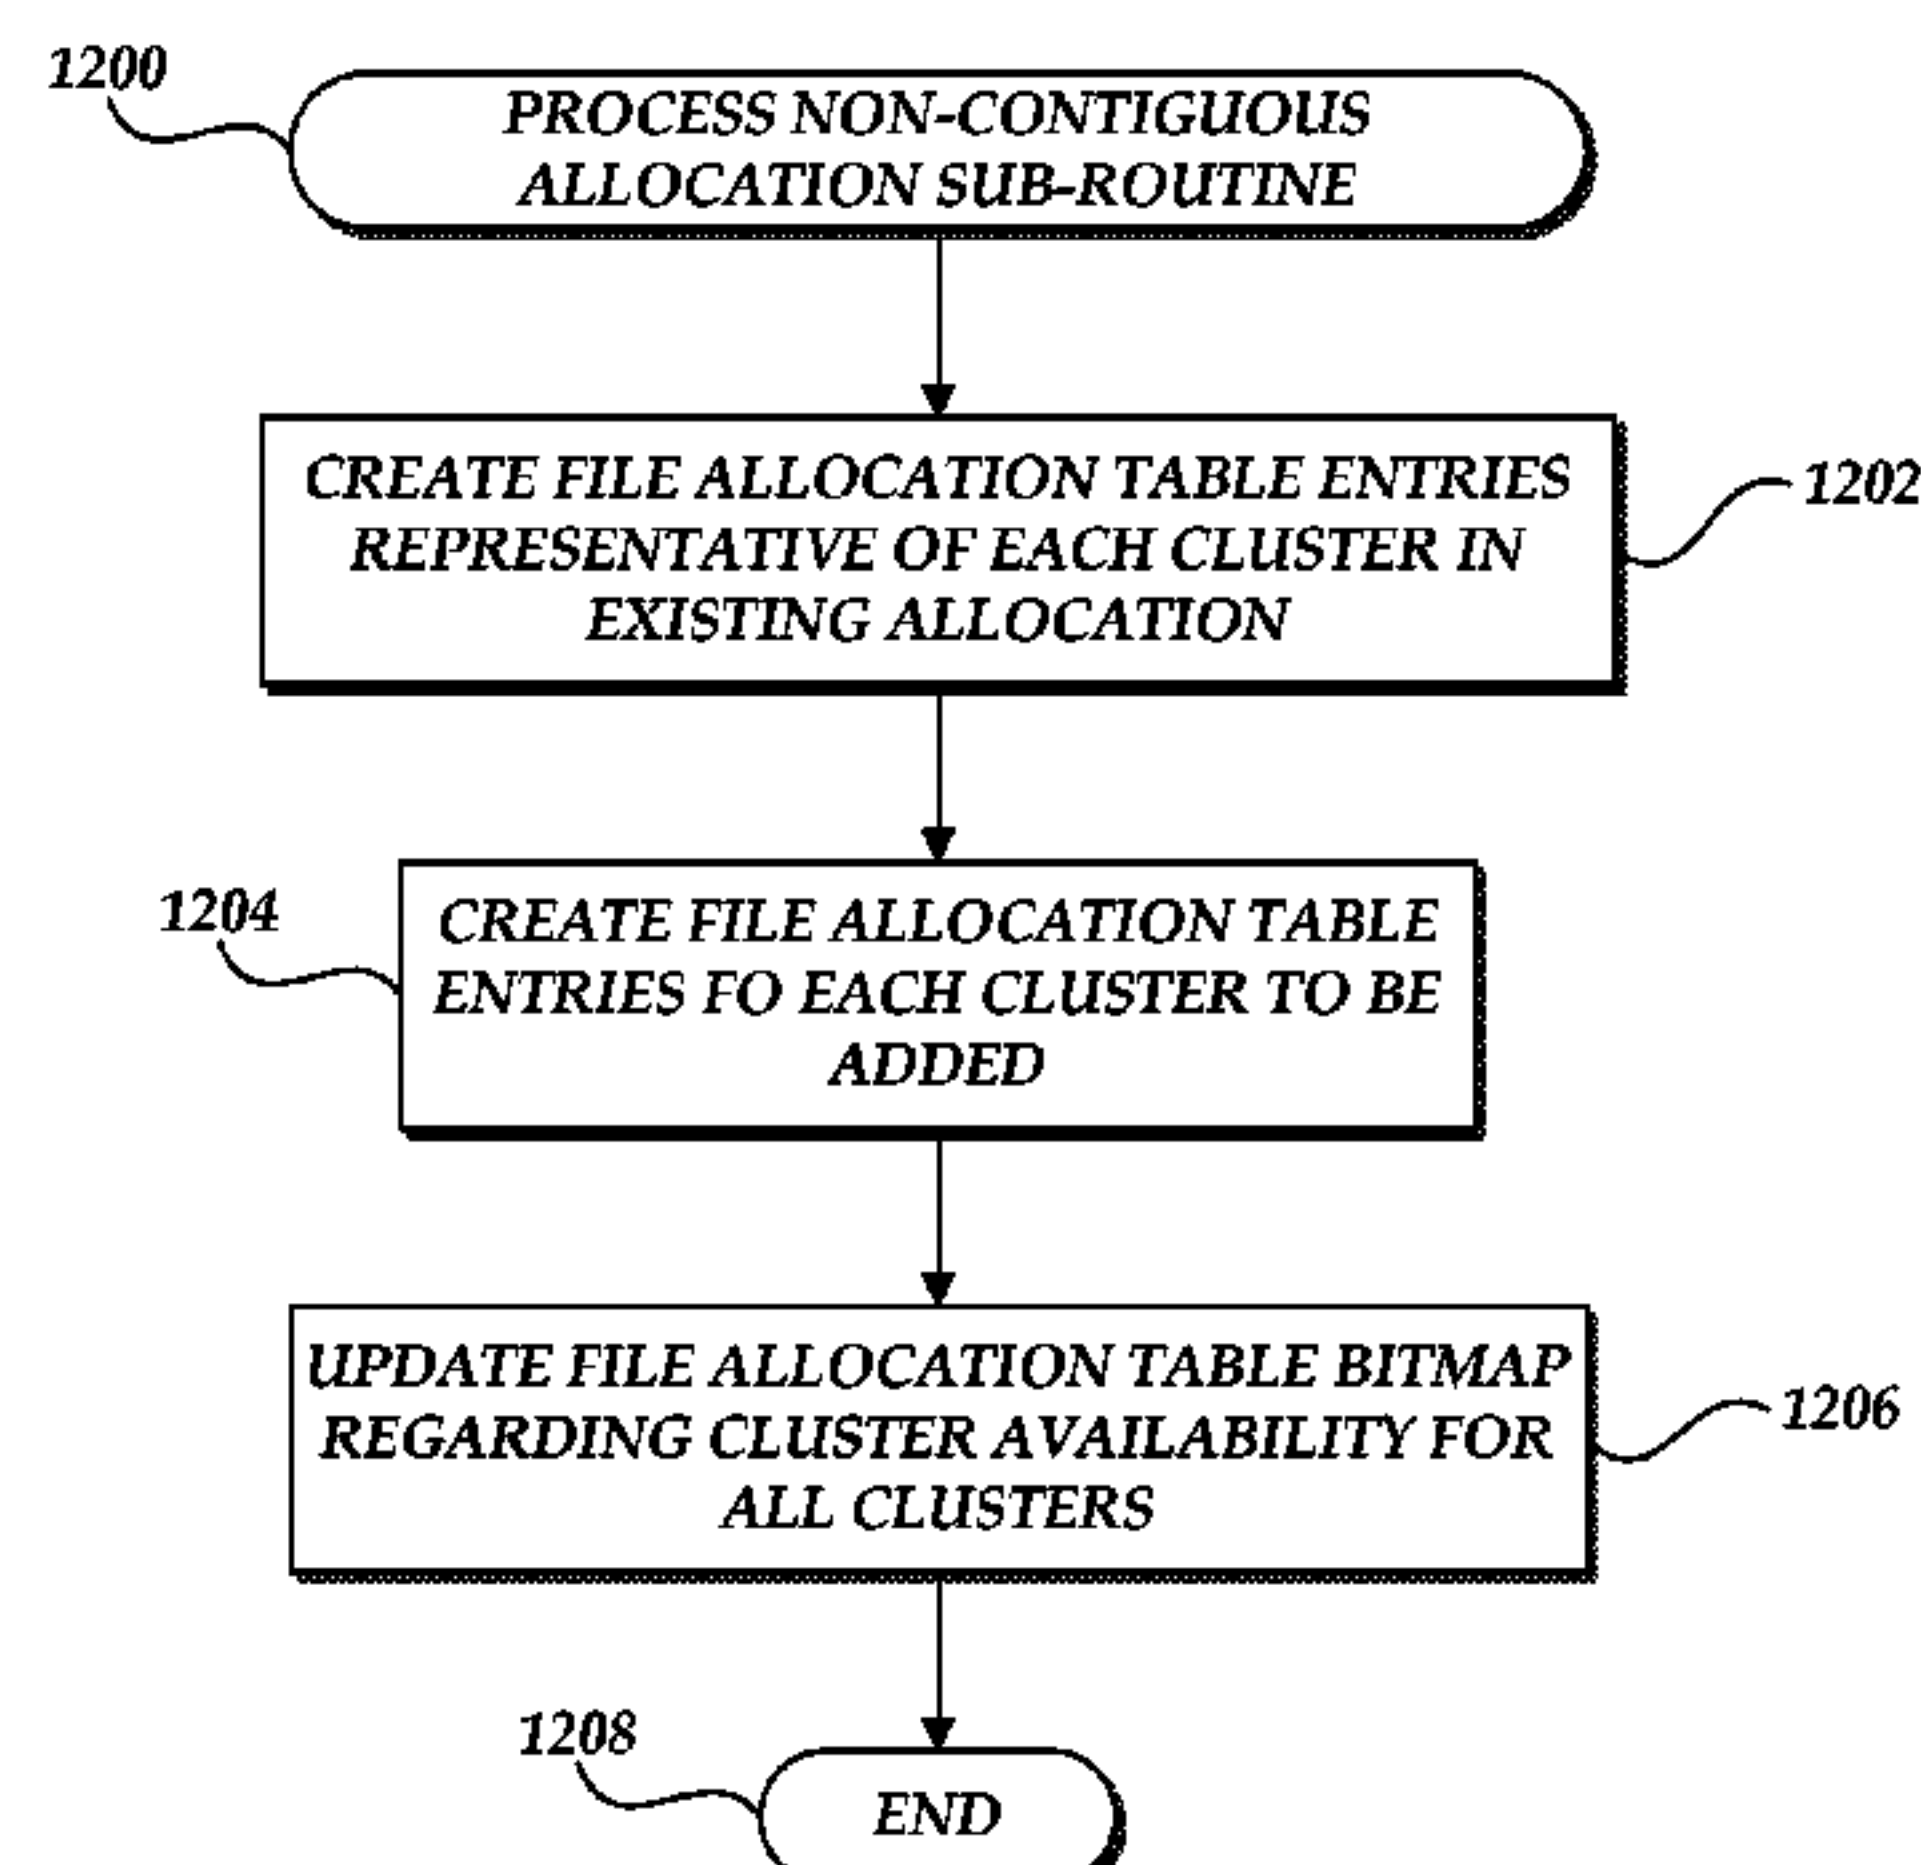 1200
PROCESS NON-CONTIGUOUS
ALLOCATION SUB-ROUTINE
CREATE FILE ALLOCATION TABLE ENTRIES
REPRESENTATIVE OF EACH CLUSTER IN
EXISTING ALLOCATION
1202
1204
CREATE FILE ALLOCATION TABLE
ENTRIES FO EACH CLUSTER TO BE
ADDED
UPDATE FILE ALLOCATION TABLE BITMAP
REGARDING CLUSTER AVAILABILITY FOR
ALL CLUSTERS
1206
1208
END